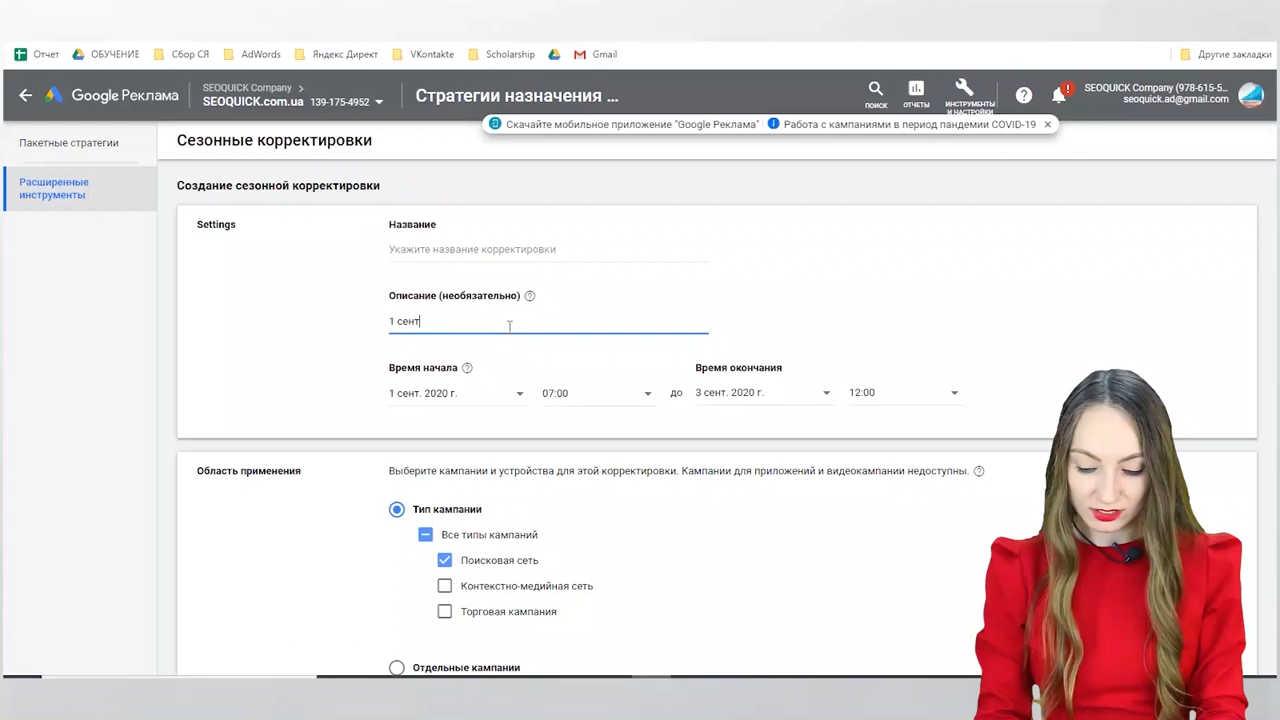 Отчет ОБУЧЕНИЕ Сбор СЯ AdWords Яндекс Директ VKontakte Scholarship Gmail Другие закладки
Google Реклама
SEOQUICK Company
SEOQUICK.com.ua 139-175-4952
Стратегии назначения ...
ПОИСК
ОТЧЕТЫ
ИНСТРУМЕНТЫ
И НАСТРОЙКИ
SEOQUICK Company (978-615-5...
seoquick.ad@gmail.com
Скачайте мобильное приложение "Google Реклама" Работа с кампаниями в период пандемии COVID-19
Пакетные стратегии
Расширенные
инструменты
Сезонные корректировки
Создание сезонной корректировки
Settings
Название
Укажите название корректировки
Описание (необязательно)
1 сент
Время начала Время окончания
1 сент. 2020 г. 07:00 до 3 сент. 2020 г. 12:00
Область применения
Выберите кампании и устройства для этой корректировки. Кампании для приложений и видеокампании недоступны.
Тип кампании
Все типы кампаний
Поисковая сеть
Контекстно-медийная сеть
Торговая кампания
Отдельные кампании